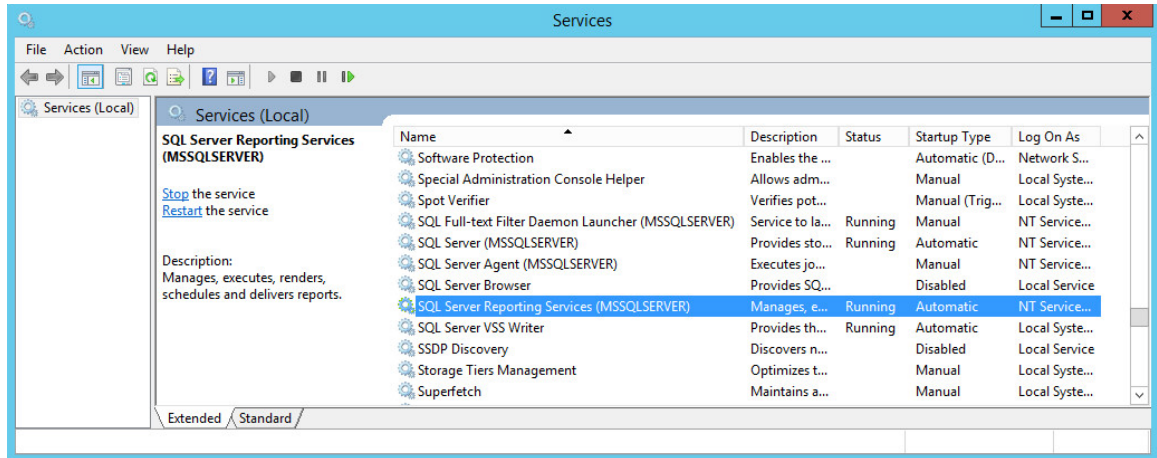 Services
File Action View Help
Services (Local)
Services (Local)
SQL Server Reporting Services
(MSSQLSERVER)
Stop the service
Restart the service
Description:
Manages, executes, renders,
schedules and delivers reports.
Name Description Status Startup Type Log On As
Software Protection Enables the ... Automatic (D... Network S...
Special Administration Console Helper Allows adm... Manual Local Syste...
Spot Verifier Verifies pot... Manual (Trig... Local Syste...
SQL Full-text Filter Daemon Launcher (MSSQLSERVER) Service to la... Running Manual NT Service...
SQL Server (MSSQLSERVER) Provides sto... Running Automatic NT Service...
SQL Server Agent (MSSQLSERVER) Executes jo... Manual NT Service...
SQL Server Browser Provides SQ... Disabled Local Service
SQL Server Reporting Services (MSSQLSERVER) Manages, e... Running Automatic NT Service...
SQL Server VSS Writer Provides th... Running Automatic Local Syste...
SSDP Discovery Discovers n... Disabled Local Service
Storage Tiers Management Optimizes t... Manual Local Syste...
Superfetch Maintains a... Manual Local Syste...
Extended Standard